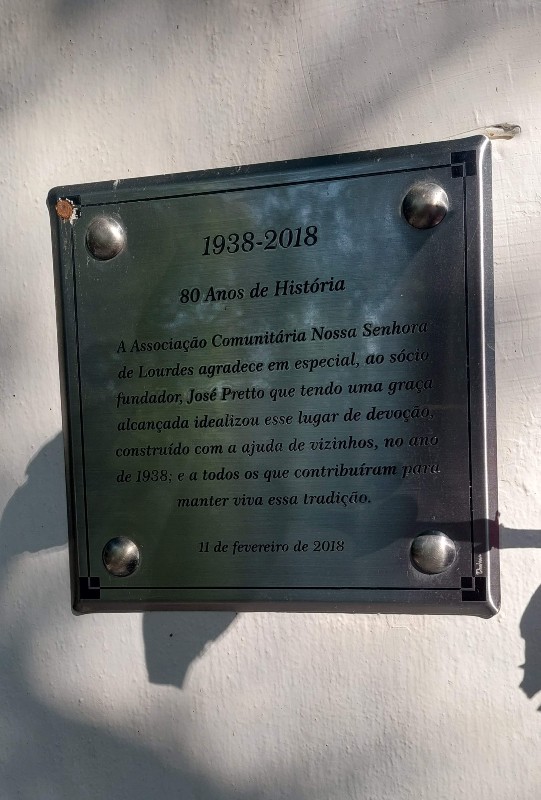 1938-2018
80 Anos de História
A Associação Comunitária Nossa Senhora
de Lourdes agradece em especial, ao sócio
fundador, José Pretto que tendo uma graça
alcançada idealizou esse lugar de devoção,
construído com a ajuda de vizinhos, no ano
de 1938; e a todos os que contribuíram para
manter viva essa tradição.
11 de fevereiro de 2018